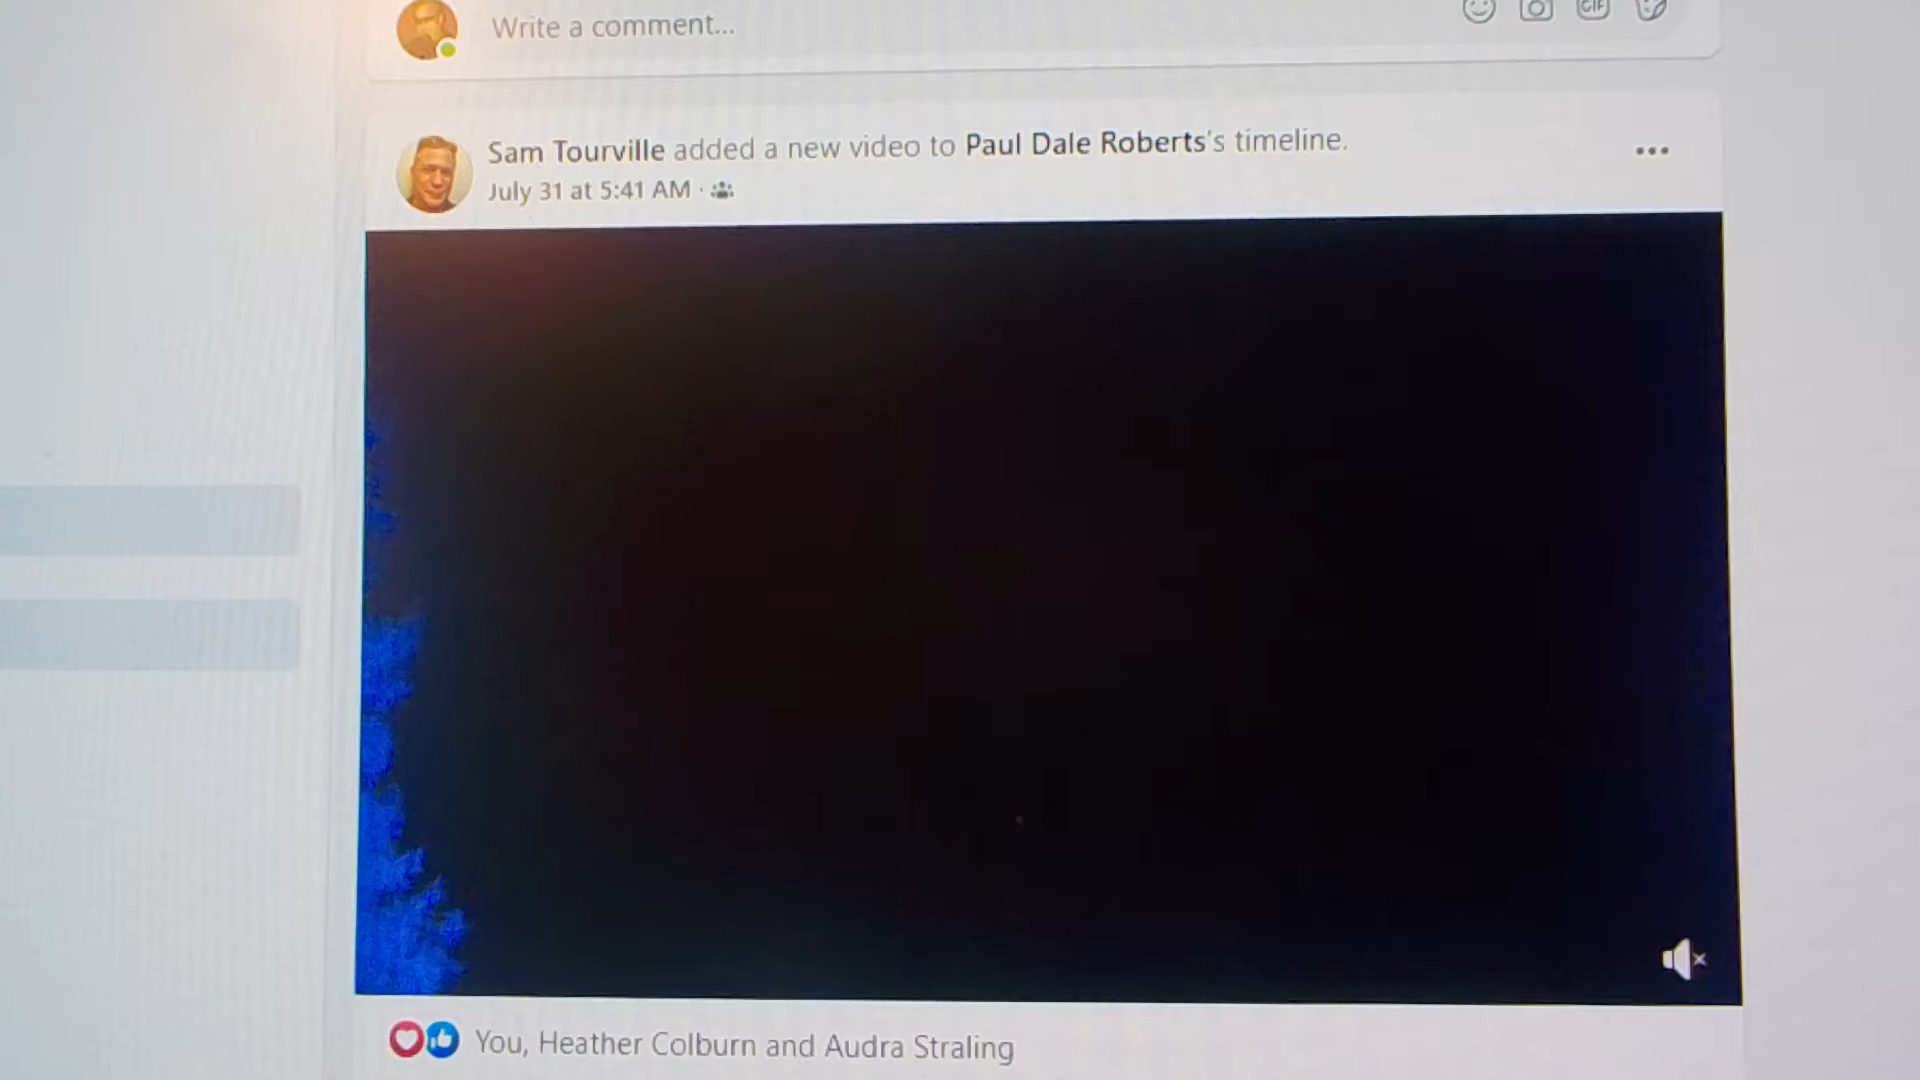 Write a comment...
GIF
Sam Tourville added a new video to Paul Dale Roberts's timeline.
July 31 at 5:41 AM ·
You, Heather Colburn and Audra Straling